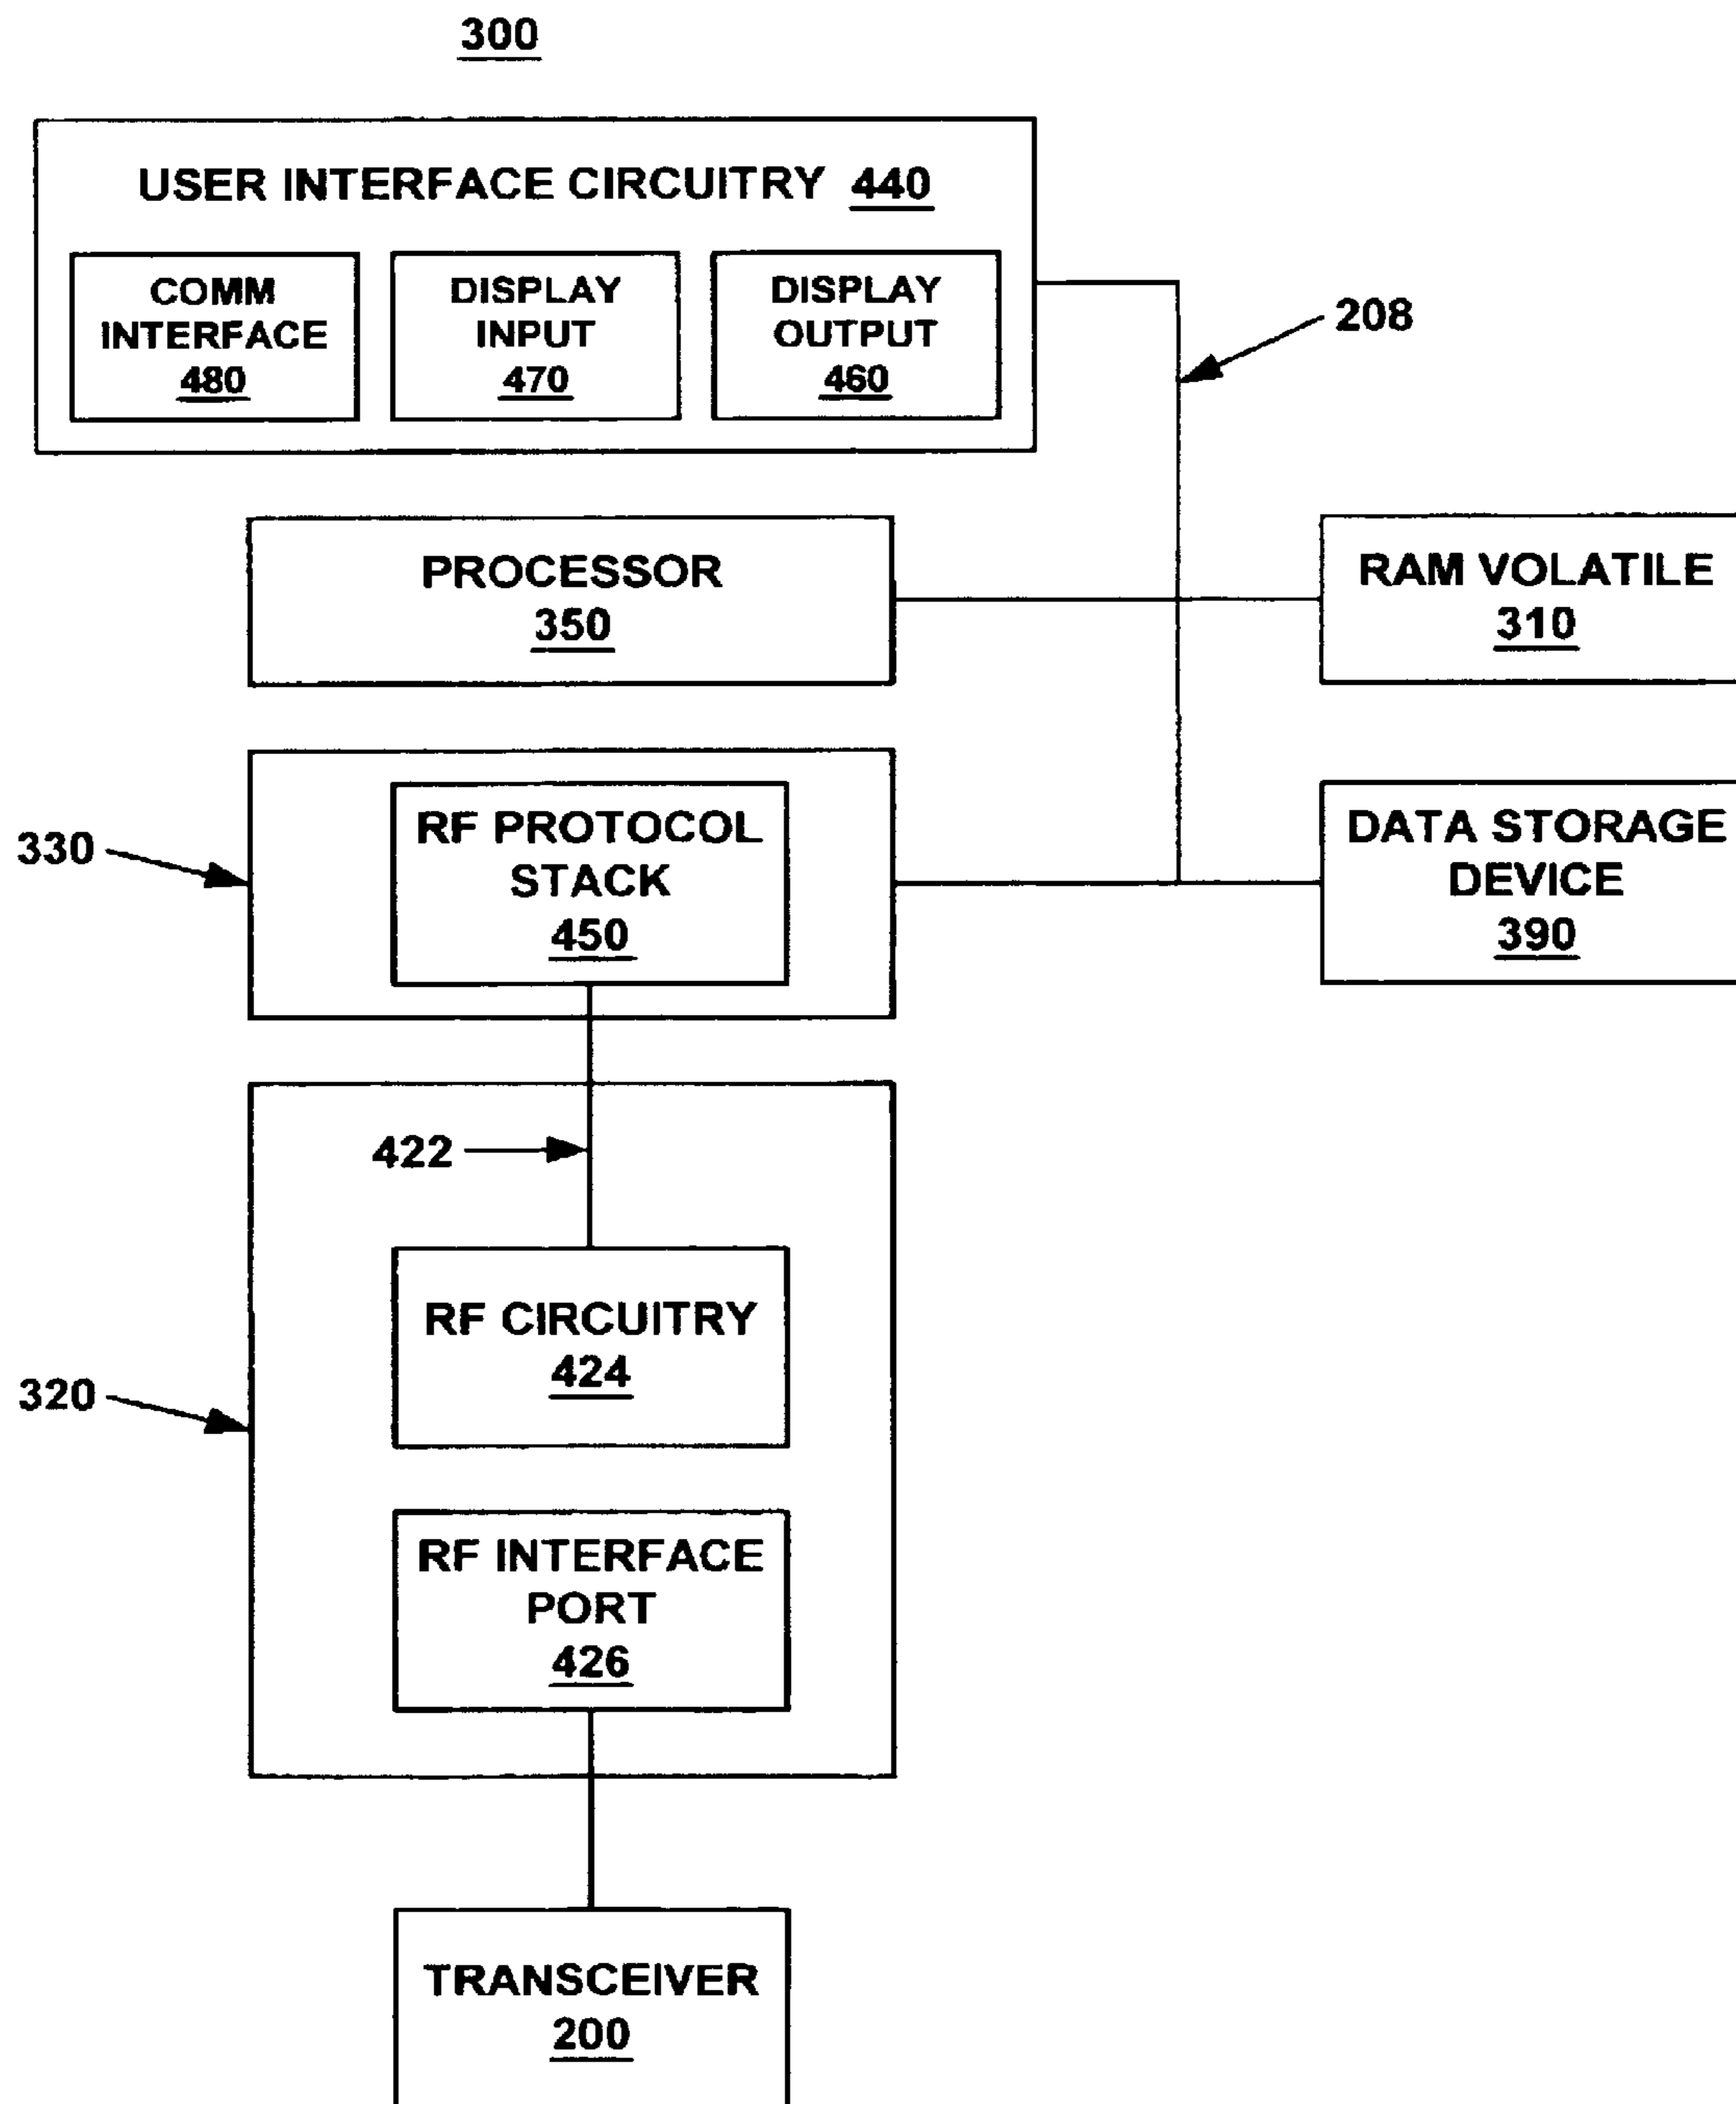 300
USER INTERFACE CIRCUITRY 440
COMM
INTERFACE
480
DISPLAY
INPUT
470
DISPLAY
OUTPUT
460
208
PROCESSOR
350
RAM VOLATILE
310
330
RF PROTOCOL
STACK
450
DATA STORAGE
DEVICE
390
422
RF CIRCUITRY
424
320
RF INTERFACE
PORT
426
TRANSCEIVER
200